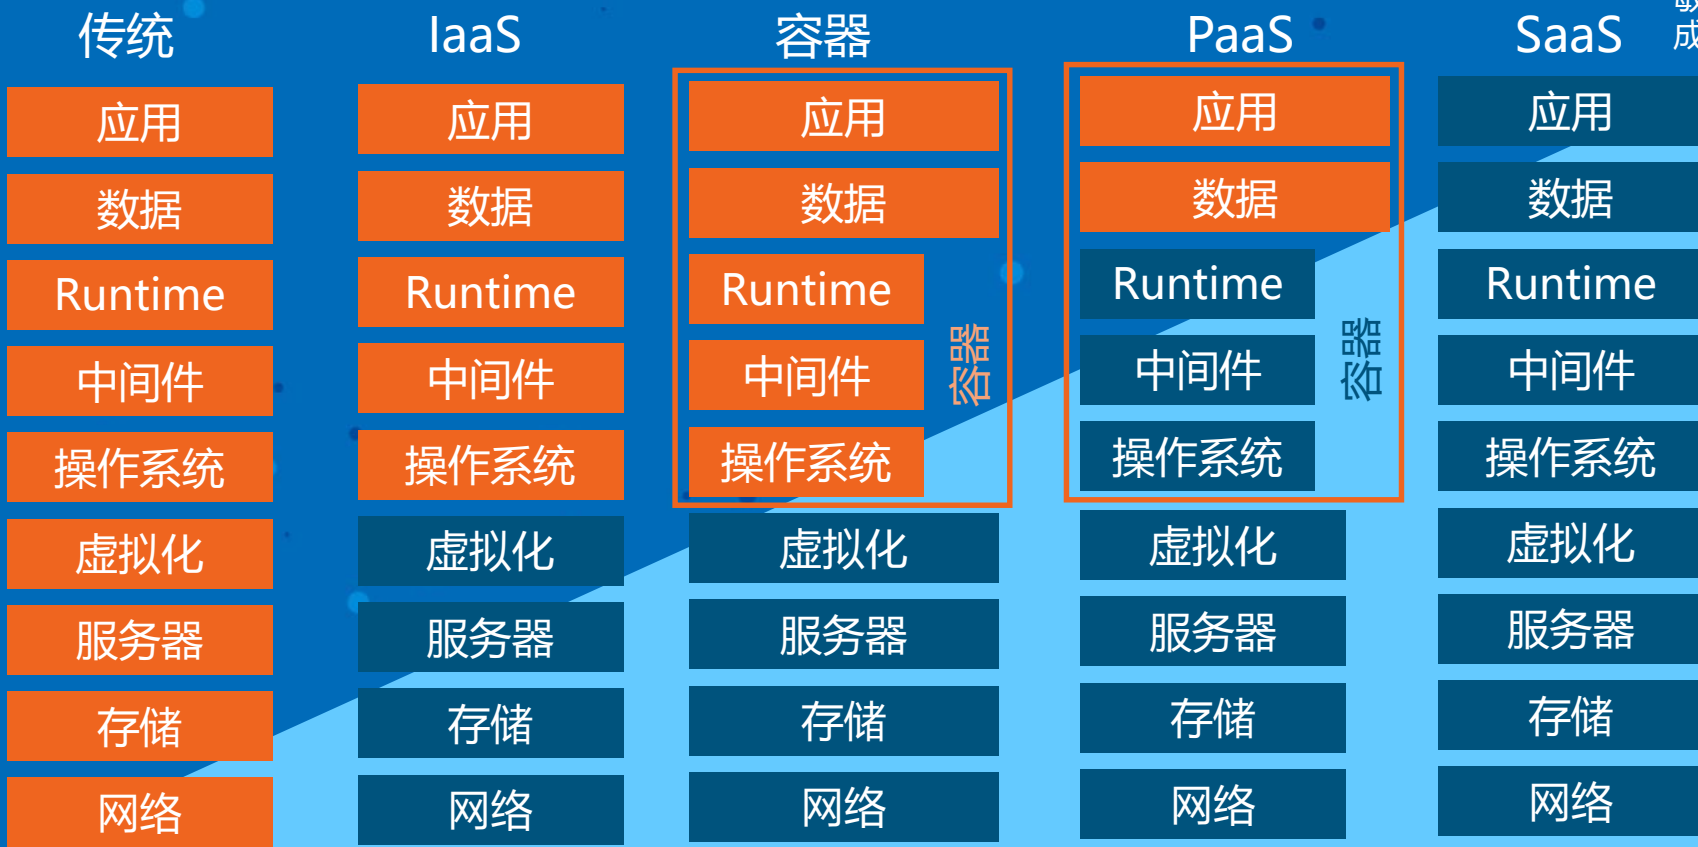 传统
应用
数据
Runtime
中间件
操作系统
虚拟化
服务器
存储
网络
IaaS
应用
数据
Runtime
中间件
操作系统
虚拟化
服务器
存储
网络
容器
应用
数据
Runtime
中间件
操作系统
容器
虚拟化
服务器
存储
网络
PaaS
应用
数据
Runtime
中间件
操作系统
容器
虚拟化
服务器
存储
网络
SaaS
应用
数据
Runtime
中间件
操作系统
虚拟化
服务器
存储
网络